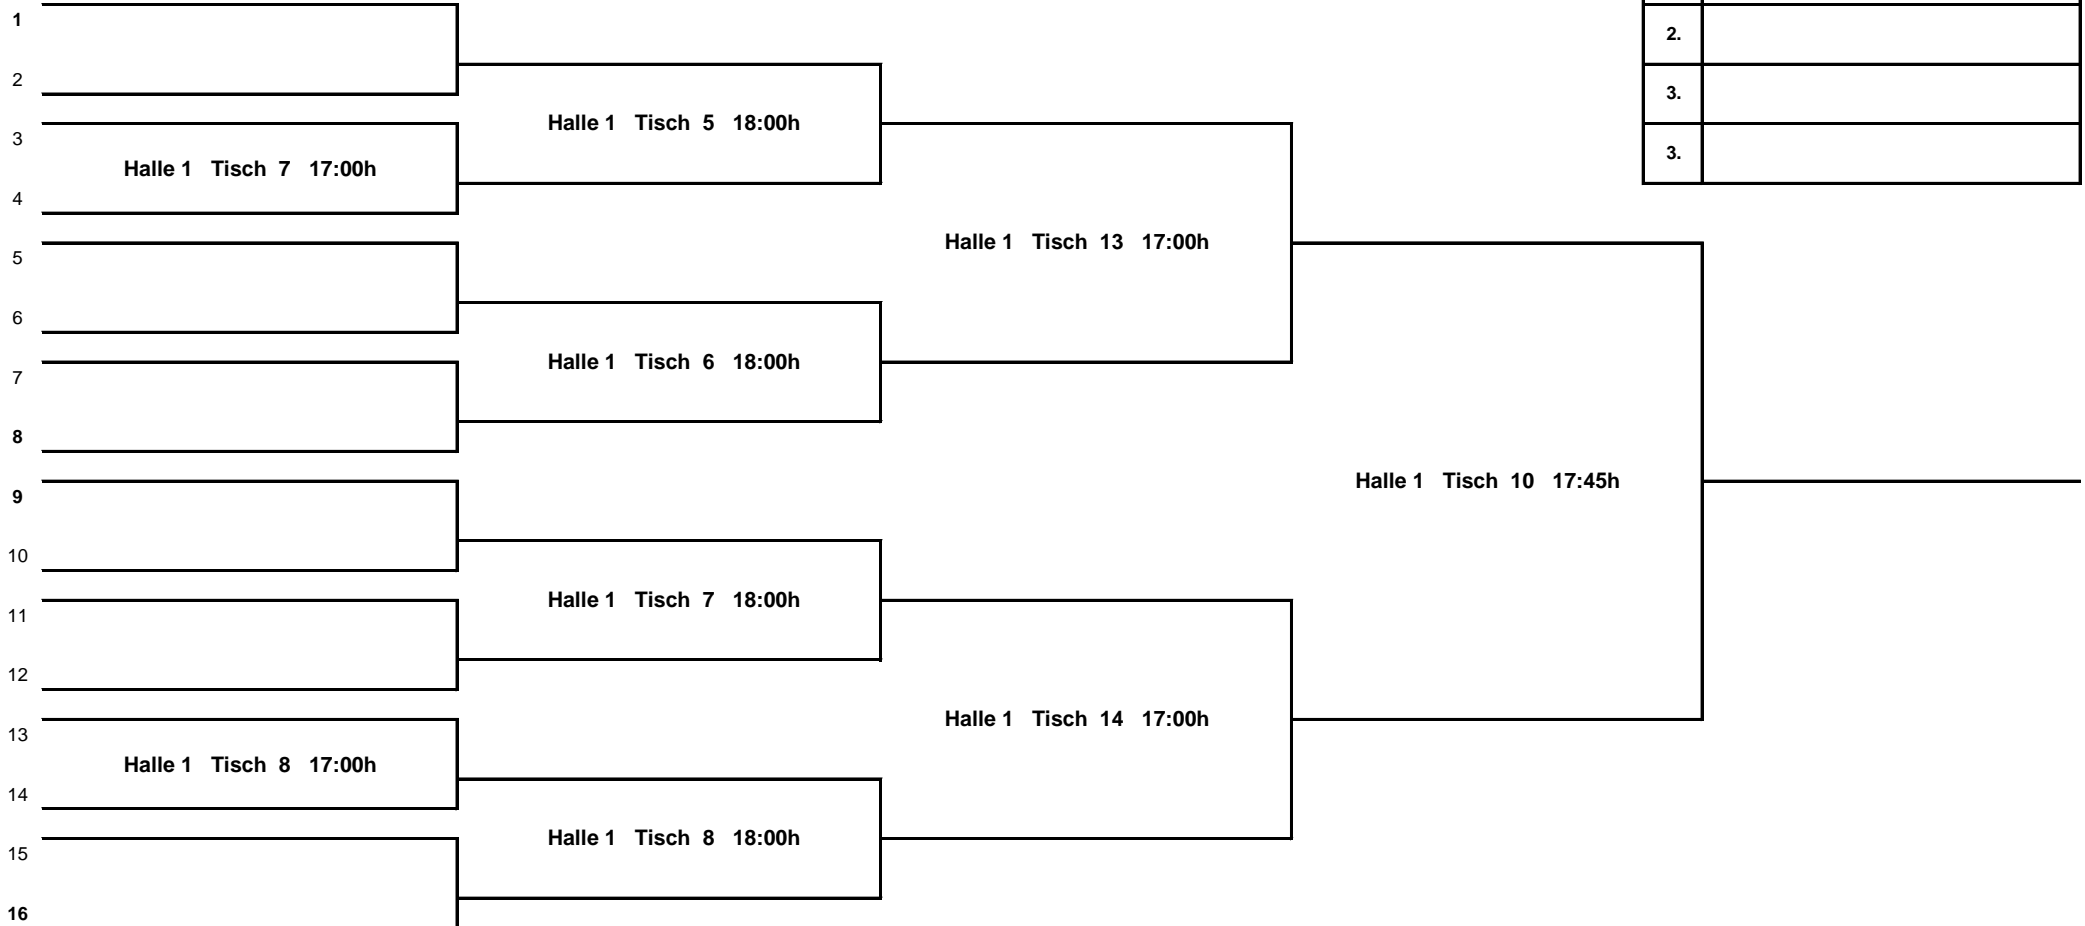 1
2.
2
3.
3
Halle 1 Tisch 5 18:00h
3.
Halle 1 Tisch 7 17:00h
4
5
Halle 1 Tisch 13 17:00h
6
7
Halle 1 Tisch 6 18:00h
8
9
Halle 1 Tisch 10 17:45h
10
11
Halle 1 Tisch 7 18:00h
12
13
Halle 1 Tisch 14 17:00h
Halle 1 Tisch 8 17:00h
14
15
Halle 1 Tisch 8 18:00h
16